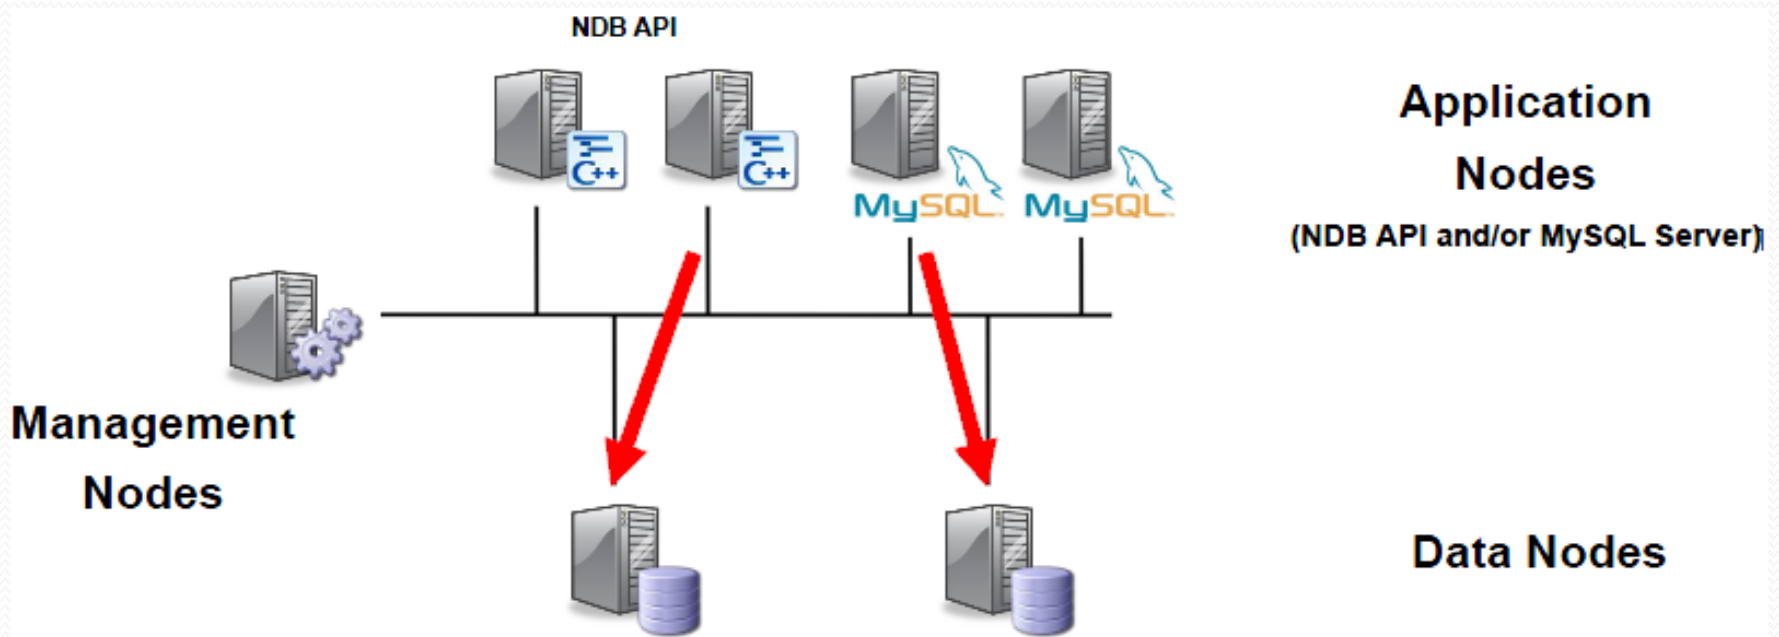 NDB API
C++
C++
MySQL
MySQL
Application
Nodes
(NDB API and/or MySQL Server)
Management
Nodes
Data Nodes